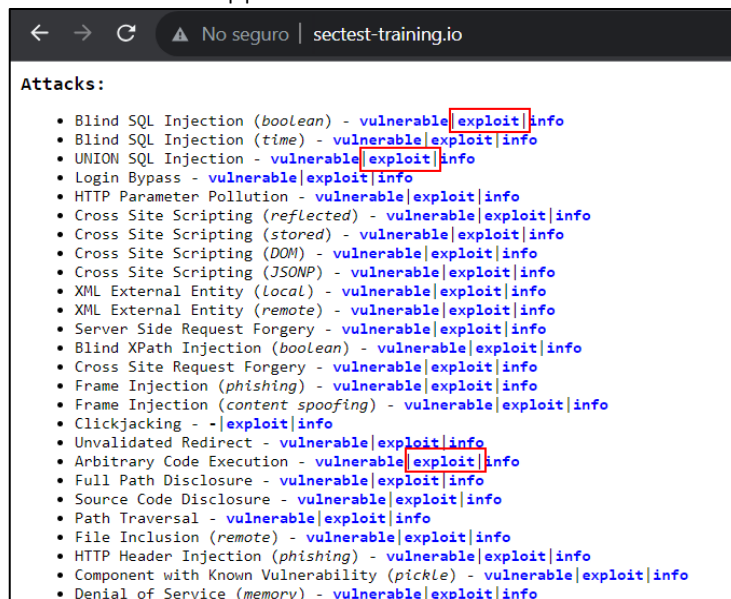 No seguro | sectest-training.io
Attacks:
• Blind SQL Injection (boolean) - vulnerable|exploit|info
• Blind SQL Injection (time) - vulnerable|exploit|info
• UNION SQL Injection - vulnerable|exploit|info
• Login Bypass - vulnerable|exploit|info
• HTTP Parameter Pollution - vulnerable|exploit|info
• Cross Site Scripting (reflected) - vulnerable|exploit|info
• Cross Site Scripting (stored) - vulnerable|exploit|info
• Cross Site Scripting (DOM) - vulnerable|exploit|info
• Cross Site Scripting (JSONP) - vulnerable|exploit|info
• XML External Entity (local) - vulnerable|exploit|info
• XML External Entity (remote) - vulnerable|exploit|info
• Server Side Request Forgery - vulnerable|exploit|info
• Blind XPath Injection (boolean) - vulnerable|exploit|info
• Cross Site Request Forgery - vulnerable|exploit|info
• Frame Injection (phishing) - vulnerable|exploit|info
• Frame Injection (content spoofing) - vulnerable|exploit|info
• Clickjacking - -|exploit|info
• Unvalidated Redirect - vulnerable|exploit|info
• Arbitrary Code Execution - vulnerable|exploit|info
• Full Path Disclosure - vulnerable|exploit|info
• Source Code Disclosure - vulnerable|exploit|info
• Path Traversal - vulnerable|exploit|info
• File Inclusion (remote) - vulnerable|exploit|info
• HTTP Header Injection (phishing) - vulnerable|exploit|info
• Component with Known Vulnerability (pickle) - vulnerable|exploit|info
• Denial of Service (memory) - vulnerable|exploit|info